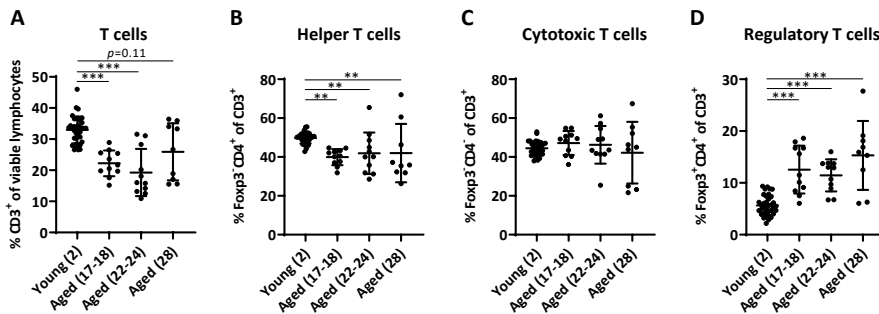 A
T cells
p=0.11
***
***
% CD3+ of viable lymphocytes
50
40
30
20
10
0
Young (2)
Aged (17-18)
Aged (22-24)
Aged (28)
B
Helper T cells
**
**
**
% Foxp3-CD4+ of CD3+
80
60
40
20
0
Young (2)
Aged (17-18)
Aged (22-24)
Aged (28)
C
Cytotoxic T cells
% Foxp3-CD4- of CD3+
80
60
40
20
0
Young (2)
Aged (17-18)
Aged (22-24)
Aged (28)
D
Regulatory T cells
***
***
***
% Foxp3+CD4+ of CD3+
30
20
10
0
Young (2)
Aged (17-18)
Aged (22-24)
Aged (28)